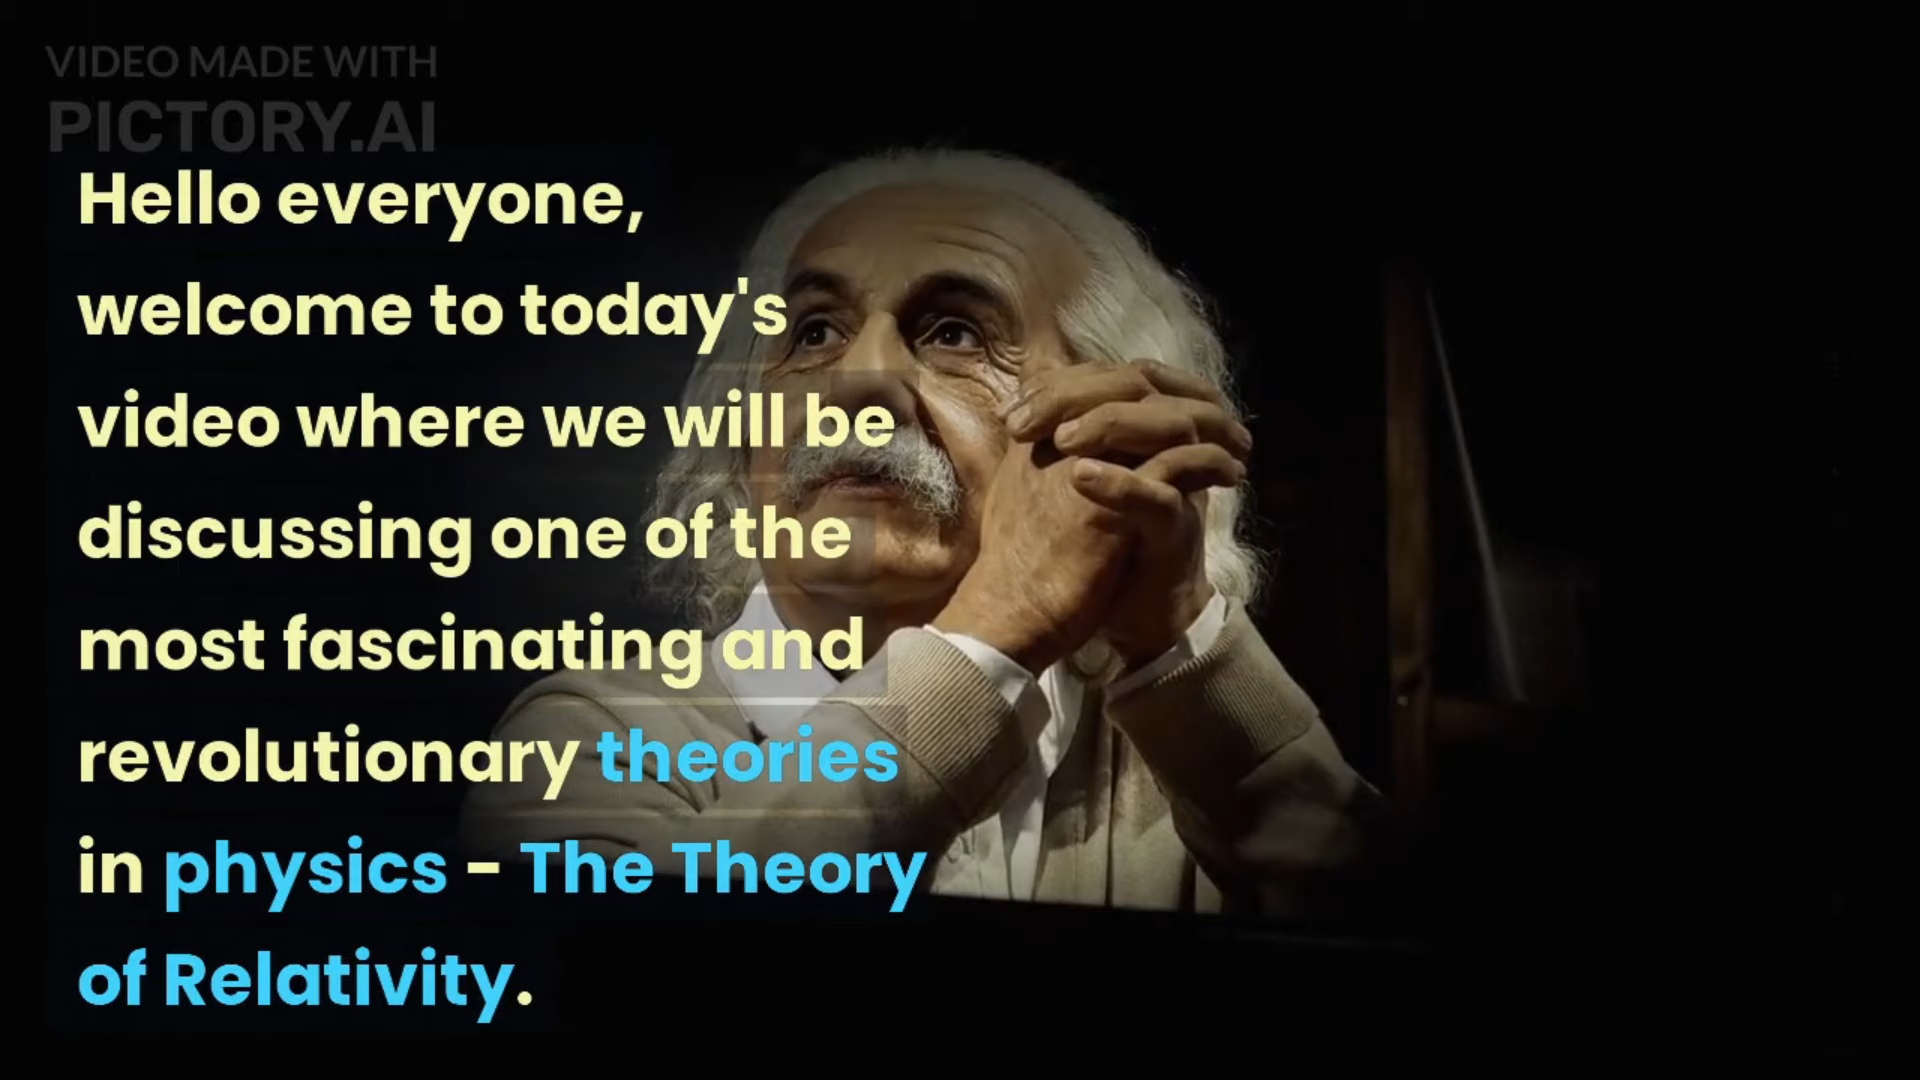 VIDEO MADE WITH
PICTORY.AI
Hello everyone,
welcome to today's
video where we will be
discussing one of the
most fascinating and
revolutionary theories
in physics - The Theory
of Relativity.